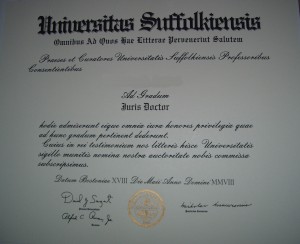 Universitas Suffolkiensis
Omnibus Ad Quos Hae Litterae Pervenerint Salutem
Praeses et Curatores Universitatis Suffolkiensis Professoribus
Consentientibus
Ad Gradum
Iuris Doctor
hodie admiserunt eique omnia iura honores privilegia quae
ad hunc gradum pertinent dederunt.
Cuius in rei testimonium nos litteris hisce Universitatis
sigillo munitis nomina nostra auctoritate nobis commissa
subscripsimus.
Datum Bostoniae XVIII Die Maii Anno Domini MMVIII